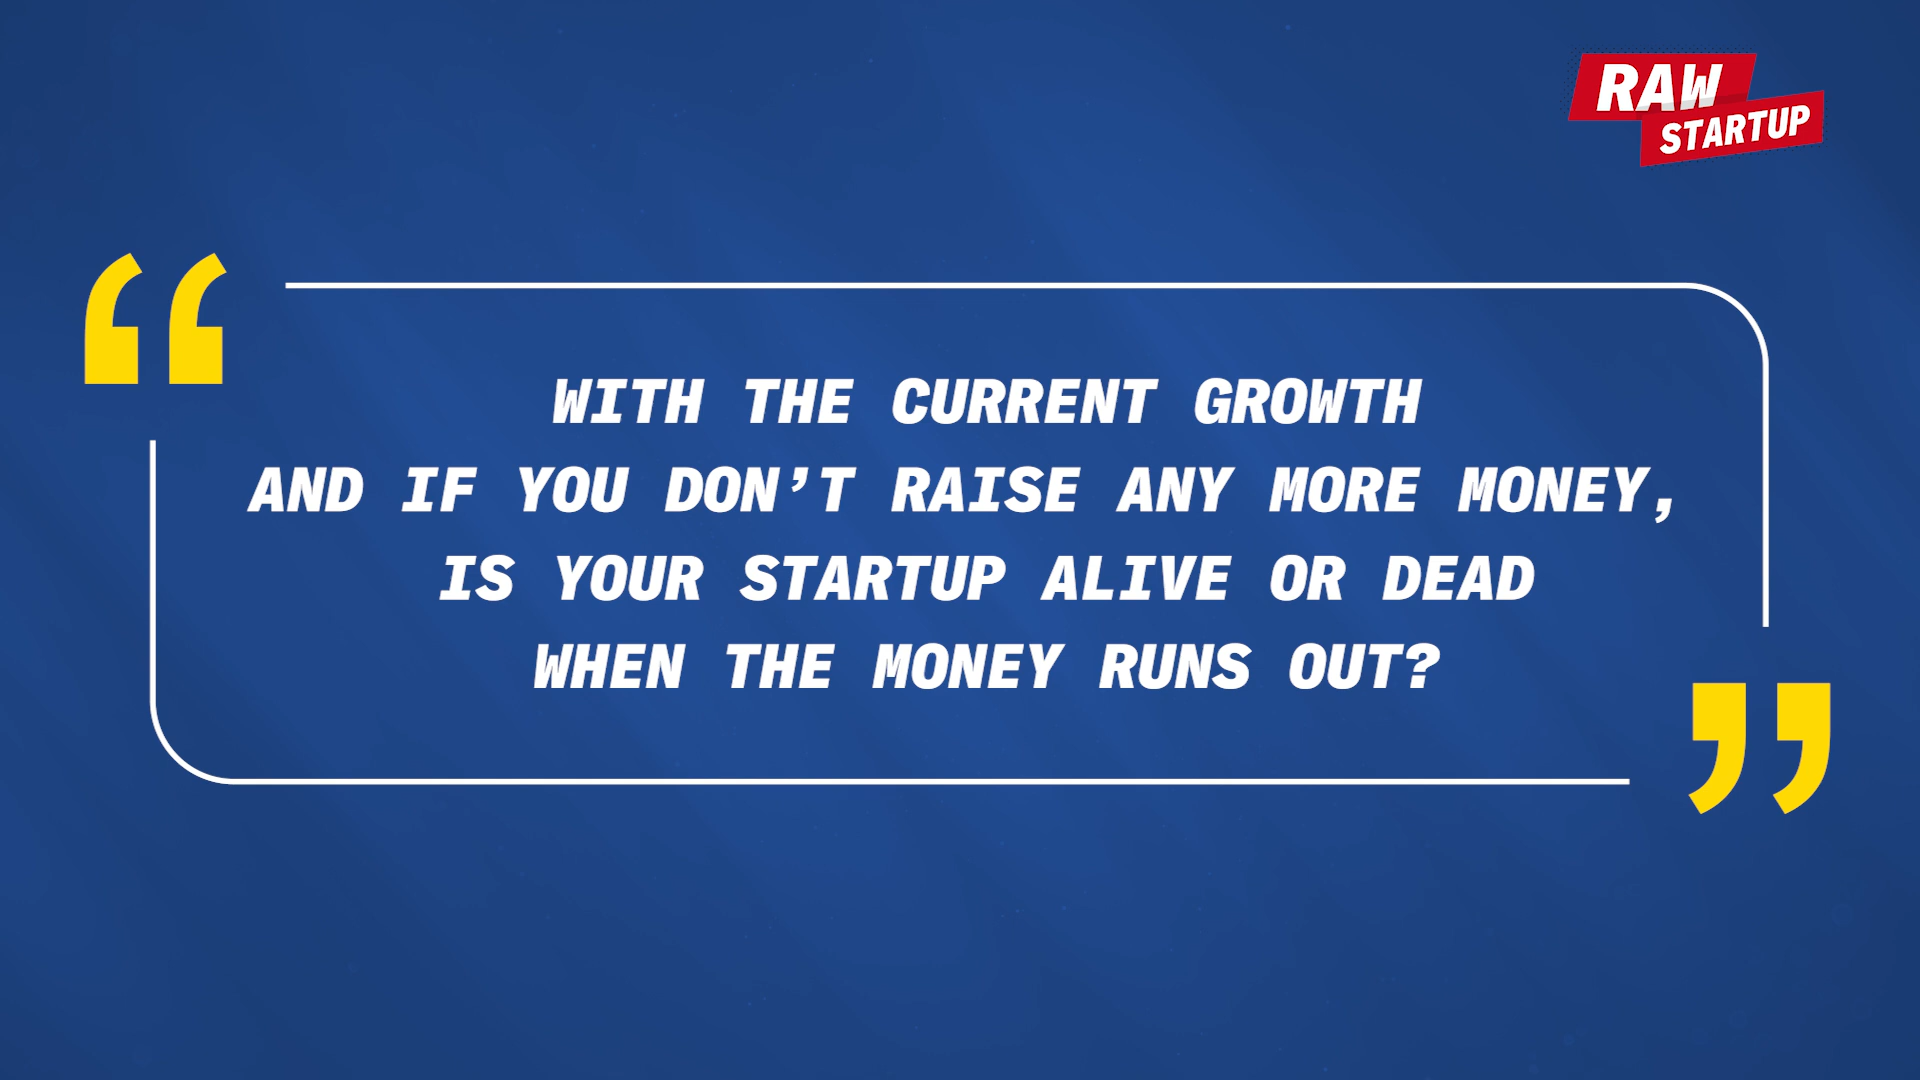 RAW
STARTUP
“
WITH THE CURRENT GROWTH
AND IF YOU DON’T RAISE ANY MORE MONEY,
IS YOUR STARTUP ALIVE OR DEAD
WHEN THE MONEY RUNS OUT?
”